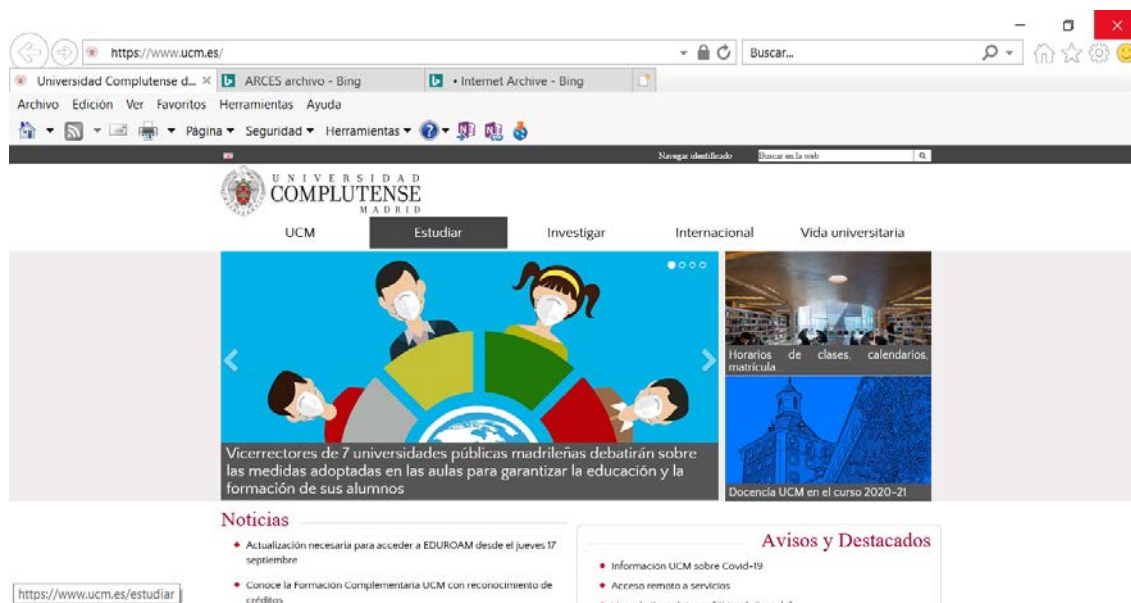 https://www.ucm.es/
Buscar...
Universidad Complutense d...
ARCES archivo - Bing
• Internet Archive - Bing
Archivo Edición Ver Favoritos Herramientas Ayuda
Página Seguridad Herramientas
Navegar identificado
Buscar en la web
UNIVERSIDAD
COMPLUTENSE
MADRID
UCM Estudiar Investigar Internacional Vida universitaria
Vicerrectores de 7 universidades públicas madrileñas debatirán sobre
las medidas adoptadas en las aulas para garantizar la educación y la
formación de sus alumnos
Horarios de clases, calendarios,
matrícula...
Docencia UCM en el curso 2020-21
Noticias
Actualización necesaria para acceder a EDUROAM desde el jueves 17
septiembre
Conoce la Formación Complementaria UCM con reconocimiento de
créditos
Avisos y Destacados
Información UCM sobre Covid-19
Acceso remoto a servicios
https://www.ucm.es/estudiar